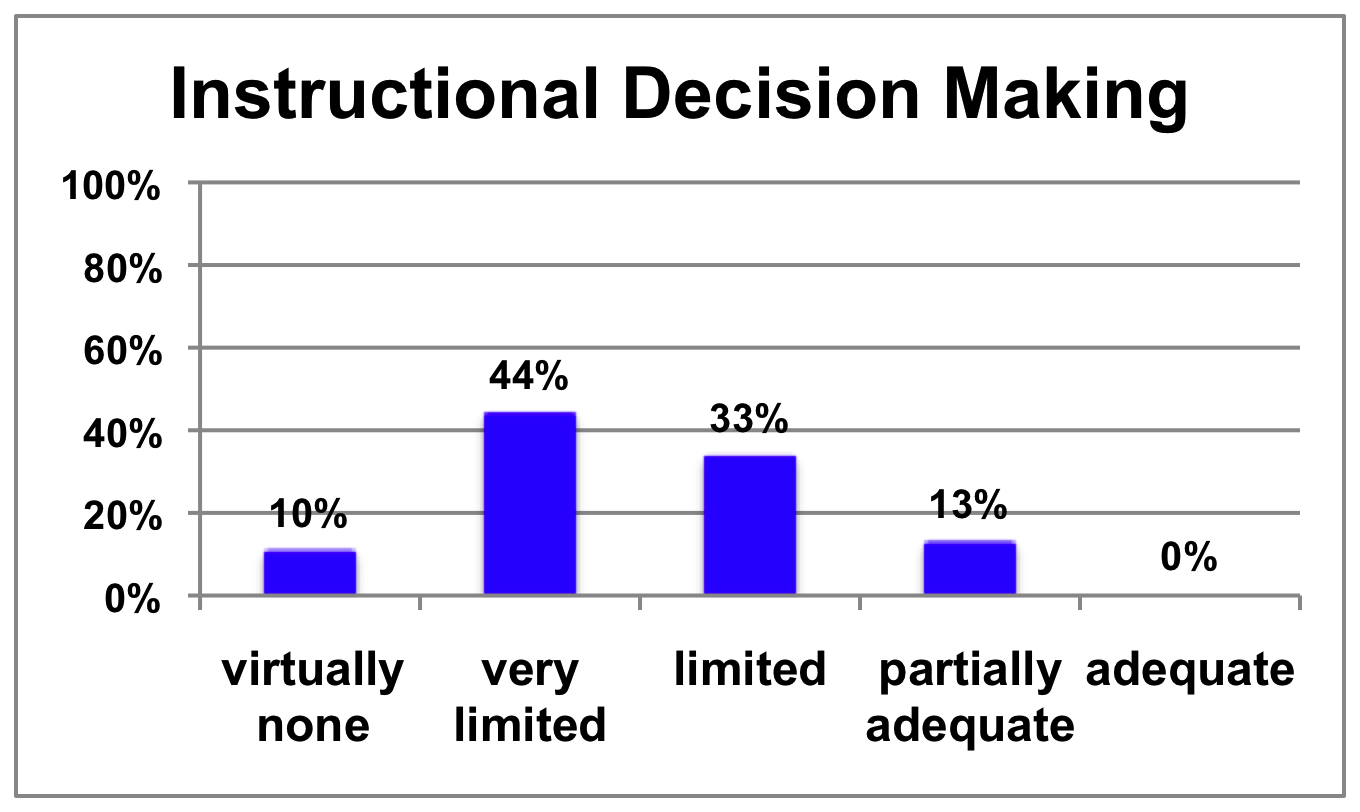 Instructional Decision Making
100%
80%
60%
40%
20%
0%
10%
44%
33%
13%
0%
virtually none
very limited
limited
partially adequate
adequate